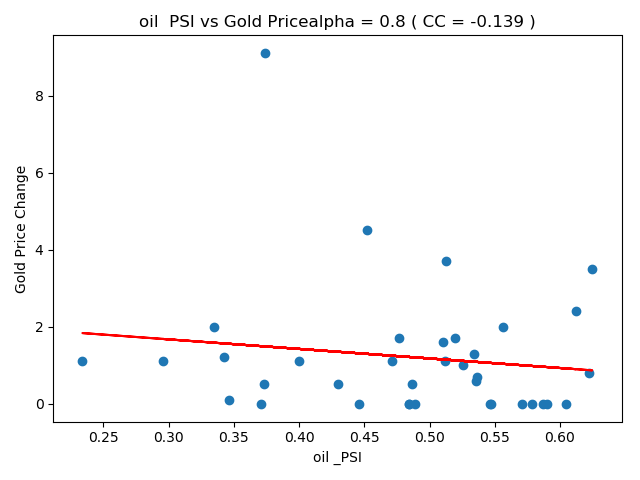 oil  PSI vs Gold Pricealpha = 0.8 ( CC = -0.139 )
Gold Price Change
8
6
4
2
0
0.25 0.30 0.35 0.40 0.45 0.50 0.55 0.60
oil _PSI